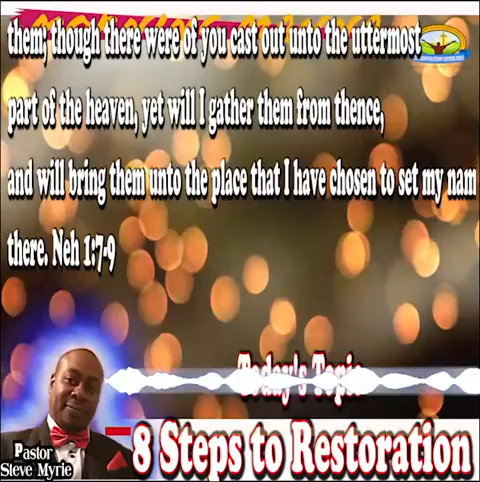 them; though there were of you cast out unto the uttermost
part of the heaven, yet will I gather them from thence,
and will bring them unto the place that I have chosen to set my nam
there. Neh 1:7-9
Today's Topic
8 Steps to Restoration
Pastor
Steve Myrie